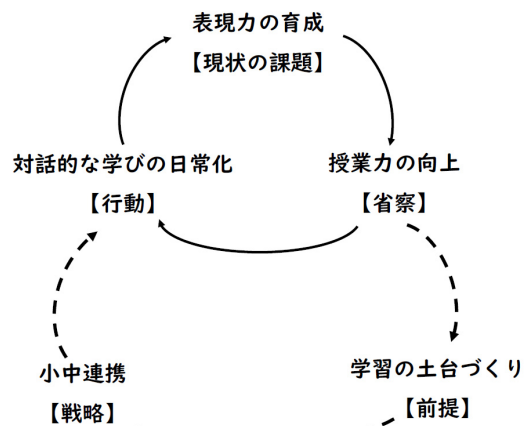 表現力の育成
【現状の課題】
対話的な学びの日常化
【行動】
授業力の向上
【省察】
小中連携
【戦略】
学習の土台づくり
【前提】